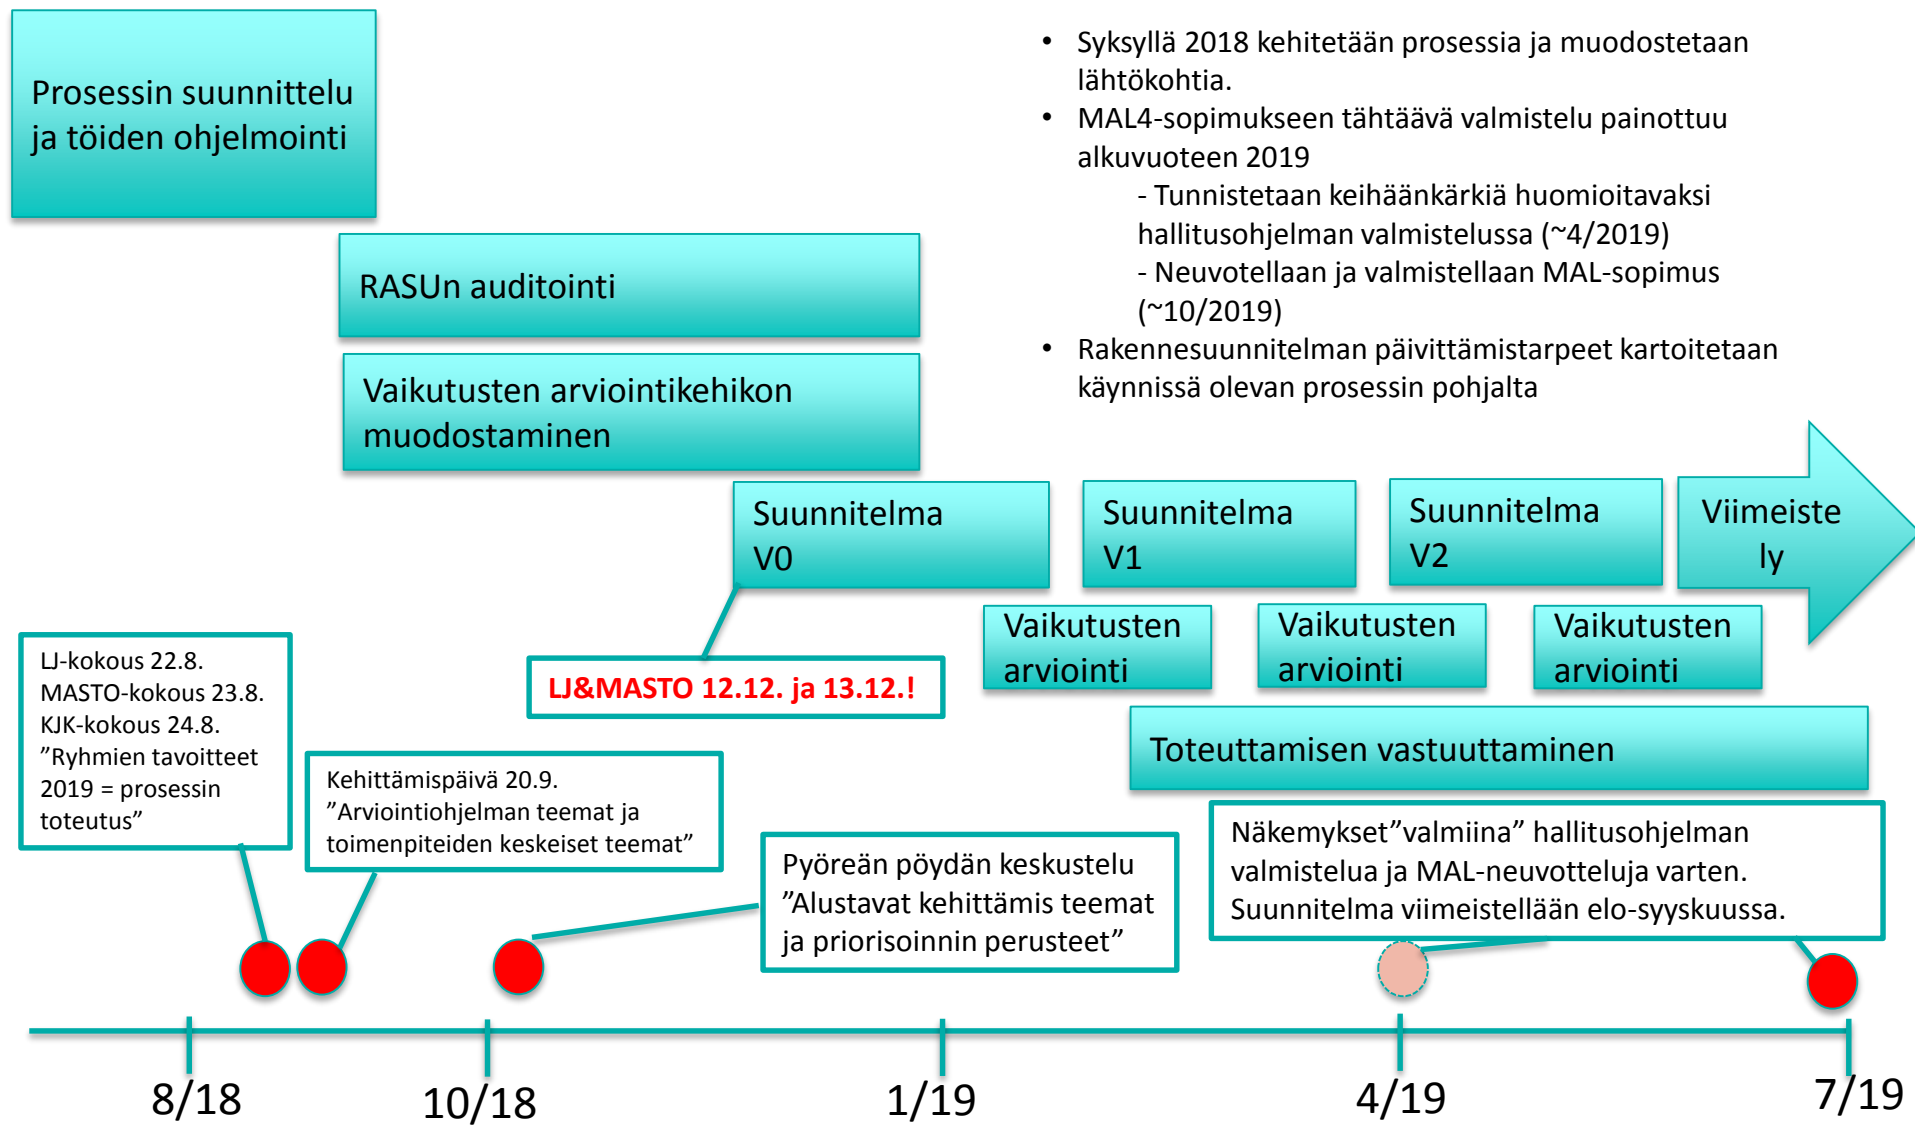 Prosessin suunnittelu
ja töiden ohjelmointi
• Syksyllä 2018 kehitetään prosessia ja muodostetaan
lähtökohtia.
• MAL4-sopimukseen tähtäävä valmistelu painottuu
alkuvuoteen 2019
- Tunnistetaan keihäänkärkiä huomioitavaksi
hallitusohjelman valmistelussa (~4/2019)
- Neuvotellaan ja valmistellaan MAL-sopimus
(~10/2019)
• Rakennesuunnitelman päivittämistarpeet kartoitetaan
käynnissä olevan prosessin pohjalta
RASUn auditointi
Vaikutusten arviointikehikon
muodostaminen
Suunnitelma
V0
Suunnitelma
V1
Suunnitelma
V2
Viimeiste
ly
Vaikutusten
arviointi
Vaikutusten
arviointi
Vaikutusten
arviointi
LJ-kokous 22.8.
MASTO-kokous 23.8.
KJK-kokous 24.8.
”Ryhmien tavoitteet
2019 = prosessin
toteutus”
LJ&MASTO 12.12. ja 13.12.!
Toteuttamisen vastuuttaminen
Kehittämispäivä 20.9.
”Arviointiohjelman teemat ja
toimenpiteiden keskeiset teemat”
Pyöreän pöydän keskustelu
”Alustavat kehittämis teemat
ja priorisoinnin perusteet”
Näkemykset”valmiina” hallitusohjelman
valmistelua ja MAL-neuvotteluja varten.
Suunnitelma viimeistellään elo-syyskuussa.
8/18
10/18
1/19
4/19
7/19